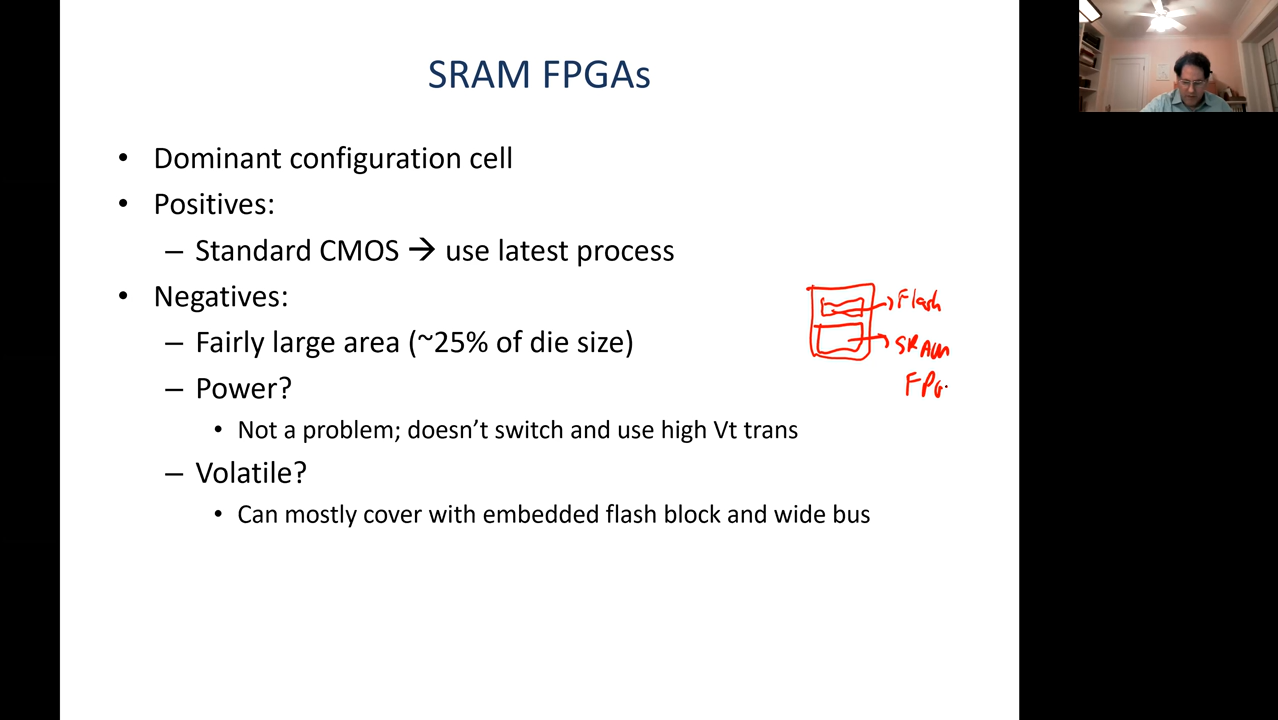 SRAM FPGAs
• Dominant configuration cell
• Positives:
– Standard CMOS → use latest process
• Negatives:
– Fairly large area (~25% of die size)
– Power?
• Not a problem; doesn’t switch and use high Vt trans
– Volatile?
• Can mostly cover with embedded flash block and wide bus
Flash
SRAM
FPG